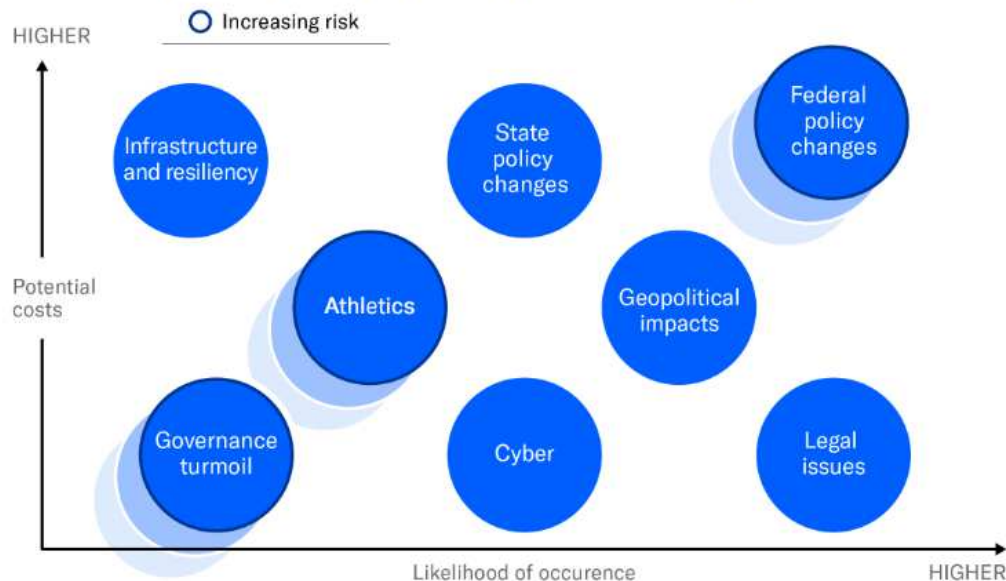 Increasing risk
HIGHER
Federal
policy
changes
Infrastructure
and resiliency
State
policy
changes
Potential
costs
Athletics
Geopolitical
impacts
Governance
turmoil
Cyber
Legal
issues
Likelihood of occurence
HIGHER